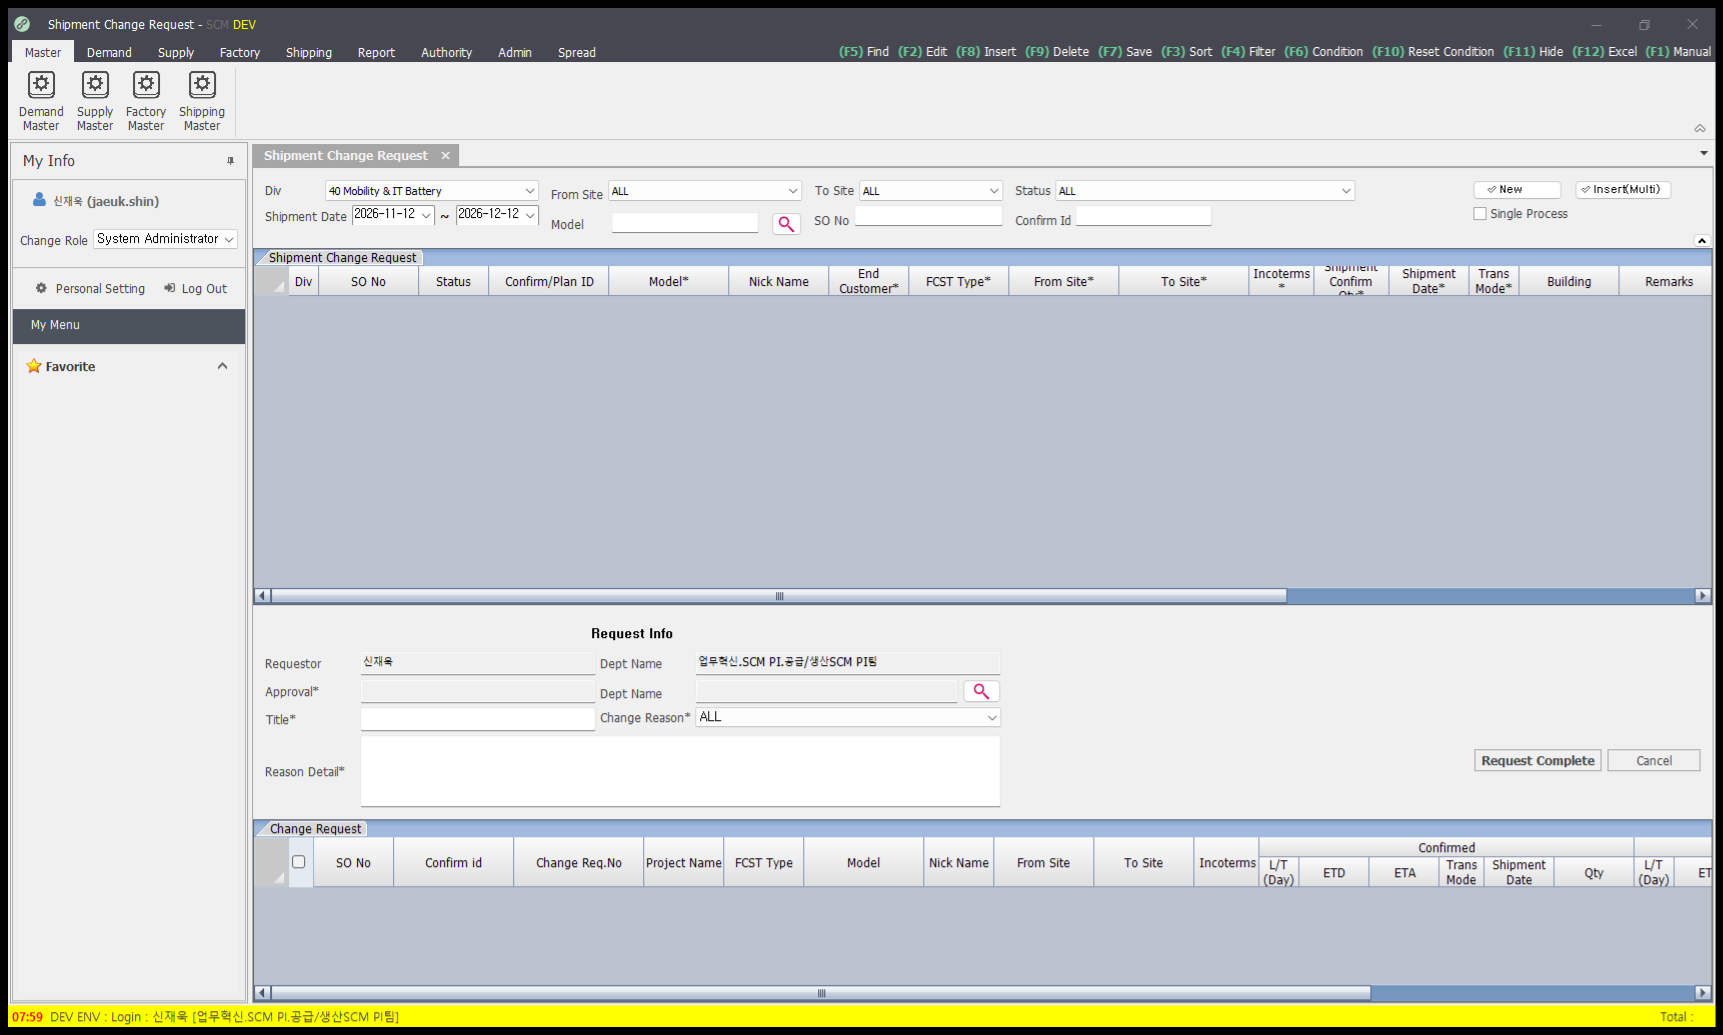 Shipment Change Request - SCM DEV
Master Demand Supply Factory Shipping Report Authority Admin Spread (F5) Find (F2) Edit (F8) Insert (F9) Delete (F7) Save (F3) Sort (F4) Filter (F6) Condition (F10) Reset Condition (F11) Hide (F12) Excel (F1) Manual
Demand Master
Supply Master
Factory Master
Shipping Master
My Info
신재욱 (jaeuk.shin)
Change Role System Administrator
Personal Setting Log Out
My Menu
Favorite
Shipment Change Request
Div 40 Mobility & IT Battery From Site ALL To Site ALL Status ALL New Insert(Multi)
Shipment Date 2026-11-12 ~ 2026-12-12 Model SO No Confirm Id Single Process
Shipment Change Request
Div SO No Status Confirm/Plan ID Model* Nick Name End Customer* FCST Type* From Site* To Site* Incoterms * Shipment Confirm Qty* Shipment Date* Trans Mode* Building Remarks
Request Info
Requestor 신재욱 Dept Name 업무혁신.SCM PI.공급/생산SCM PI팀
Approval* Dept Name
Title* Change Reason* ALL
Reason Detail*
Request Complete Cancel
Change Request
SO No Confirm id Change Req.No Project Name FCST Type Model Nick Name From Site To Site Incoterms Confirmed
L/T (Day) ETD ETA Trans Mode Shipment Date Qty L/T (Day) ET
07:59 DEV ENV : Login : 신재욱 [업무혁신.SCM PI.공급/생산SCM PI팀] Total :